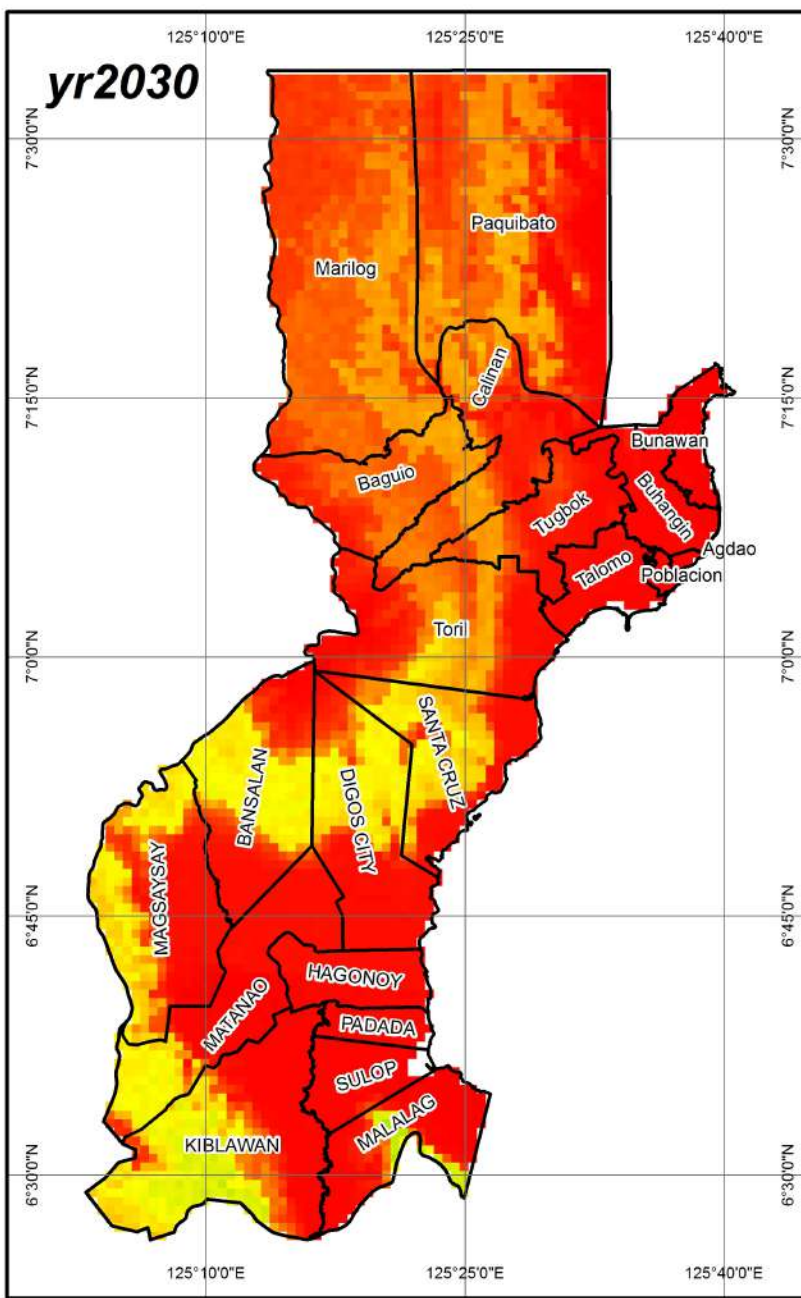 125°10'0"E 125°25'0"E 125°40'0"E
yr2030
7°30'0"N 7°30'0"N
Paquibato
Marilog
Calinan
7°15'0"N 7°15'0"N
Bunawan
Baguio
Buhangin
Tugbok
Agdao
Talomo
Poblacion
Toril
7°0'0"N 7°0'0"N
SANTA CRUZ
BANSALAN
DIGOS CITY
MAGSAYSAY
6°45'0"N 6°45'0"N
HAGONOY
MATANAO
PADADA
SULOP
MALALAG
KIBLAWAN
6°30'0"N 6°30'0"N
125°10'0"E 125°25'0"E 125°40'0"E